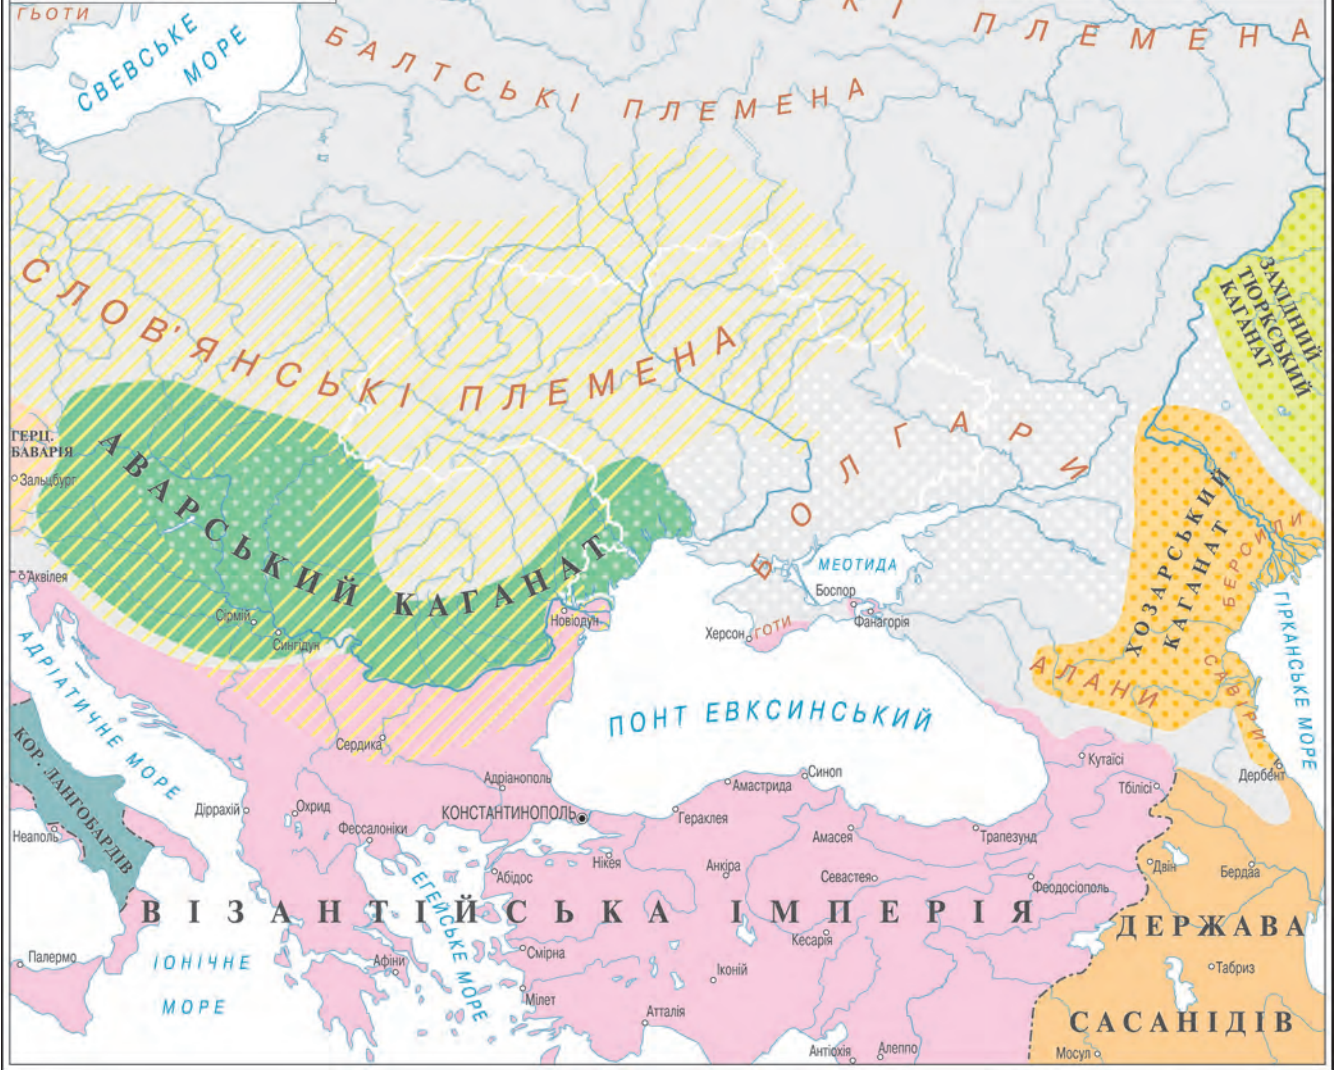 ГЬОТИ
СВЕВСЬКЕ
МОРЕ
КІ ПЛЕМЕНА
БАЛТСЬКІ ПЛЕМЕНА
СЛОВ'ЯНСЬКІ ПЛЕМЕНА
ЗАХІДНИЙ
ТЮРКСЬКИЙ
КАГАНАТ
ГЕРЦ.
БАВАРІЯ
Зальцбург
АВАРСЬКИЙ КАГАНАТ
БОЛГАРИ
ХОЗАРСЬКИЙ
КАГАНАТ
БЕРСИЛИ
МЕОТИДА
Боспор
Фанагорія
Херсон
ГОТИ
Аквілея
Сірмій
Сингідун
Новіодун
АЛАНИ
САВІРИ
ГІРКАНСЬКЕ МОРЕ
АДРІАТИЧНЕ МОРЕ
ПОНТ ЕВКСИНСЬКИЙ
Сердика
КОР. ЛАНГОБАРДІВ
Кутаїсі
Дербент
Тбілісі
Адріанополь
Синоп
Амастрида
КОНСТАНТИНОПОЛЬ
Гераклея
Діррахій
Охрид
Фессалоніки
Неаполь
Амасея
Трапезунд
Нікея
Анкіра
Абідос
Севастея
Феодосіополь
Двін
Бердаа
ЕГЕЙСЬКЕ МОРЕ
ВІЗАНТІЙСЬКА ІМПЕРІЯ
ДЕРЖАВА
САСАНІДІВ
Кесарія
Смірна
Палермо
ІОНІЧНЕ
МОРЕ
Афіни
Іконій
Табриз
Мілет
Атталія
Антіохія
Алеппо
Мосул